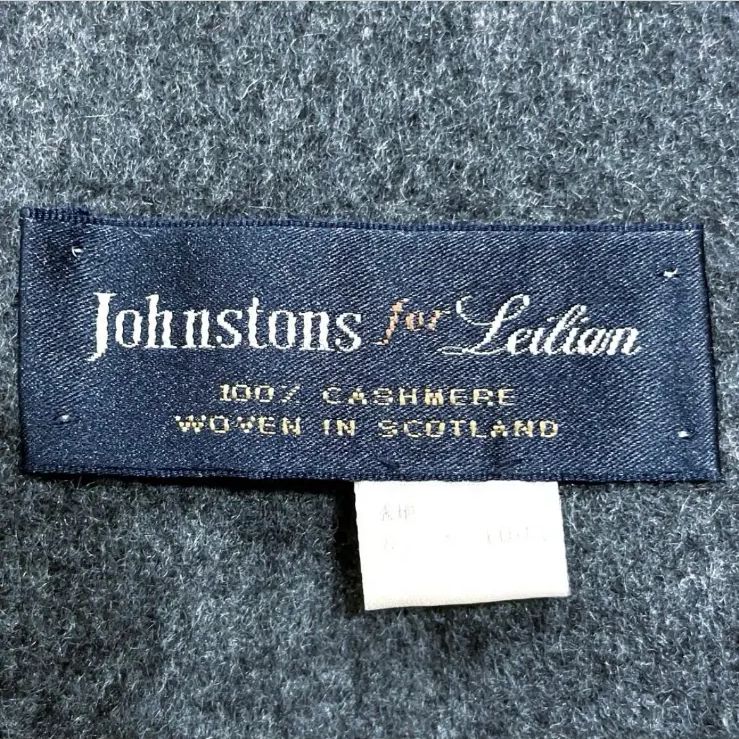 Johnstons for Leilian
100% CASHMERE
WOVEN IN SCOTLAND